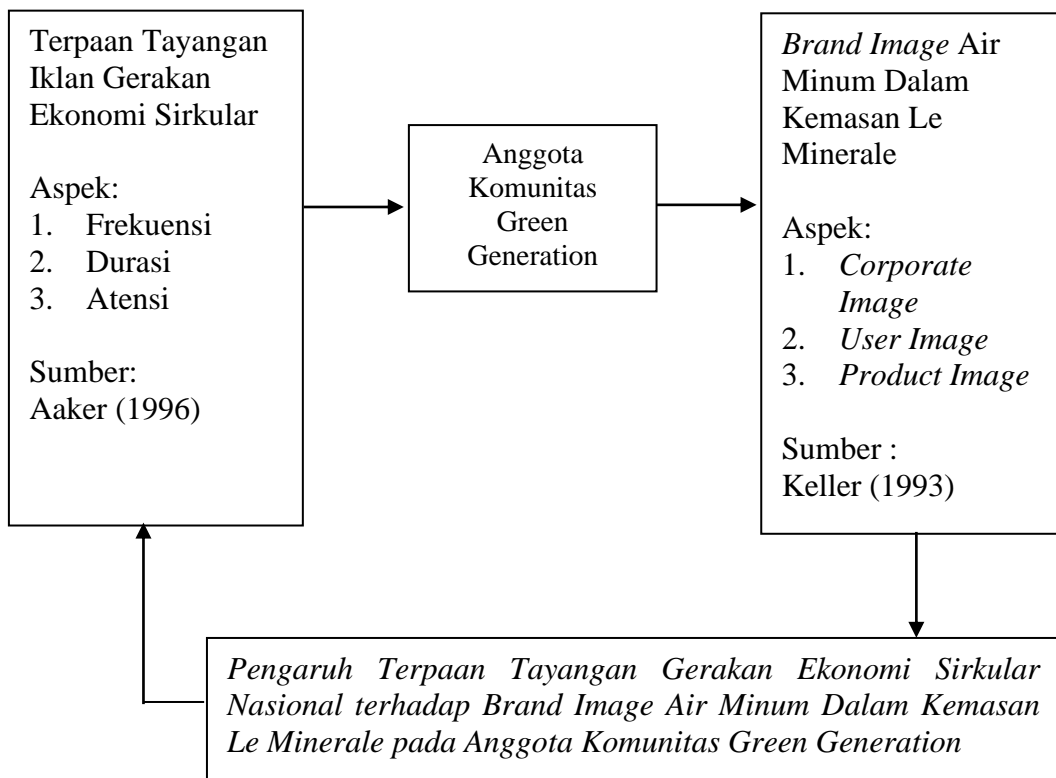 Terpaan Tayangan
Iklan Gerakan
Ekonomi Sirkular
Aspek:
1. Frekuensi
2. Durasi
3. Atensi
Sumber:
Aaker (1996)
Anggota
Komunitas
Green
Generation
Brand Image Air
Minum Dalam
Kemasan Le
Minerale
Aspek:
1. Corporate
Image
2. User Image
3. Product Image
Sumber :
Keller (1993)
Pengaruh Terpaan Tayangan Gerakan Ekonomi Sirkular
Nasional terhadap Brand Image Air Minum Dalam Kemasan
Le Minerale pada Anggota Komunitas Green Generation